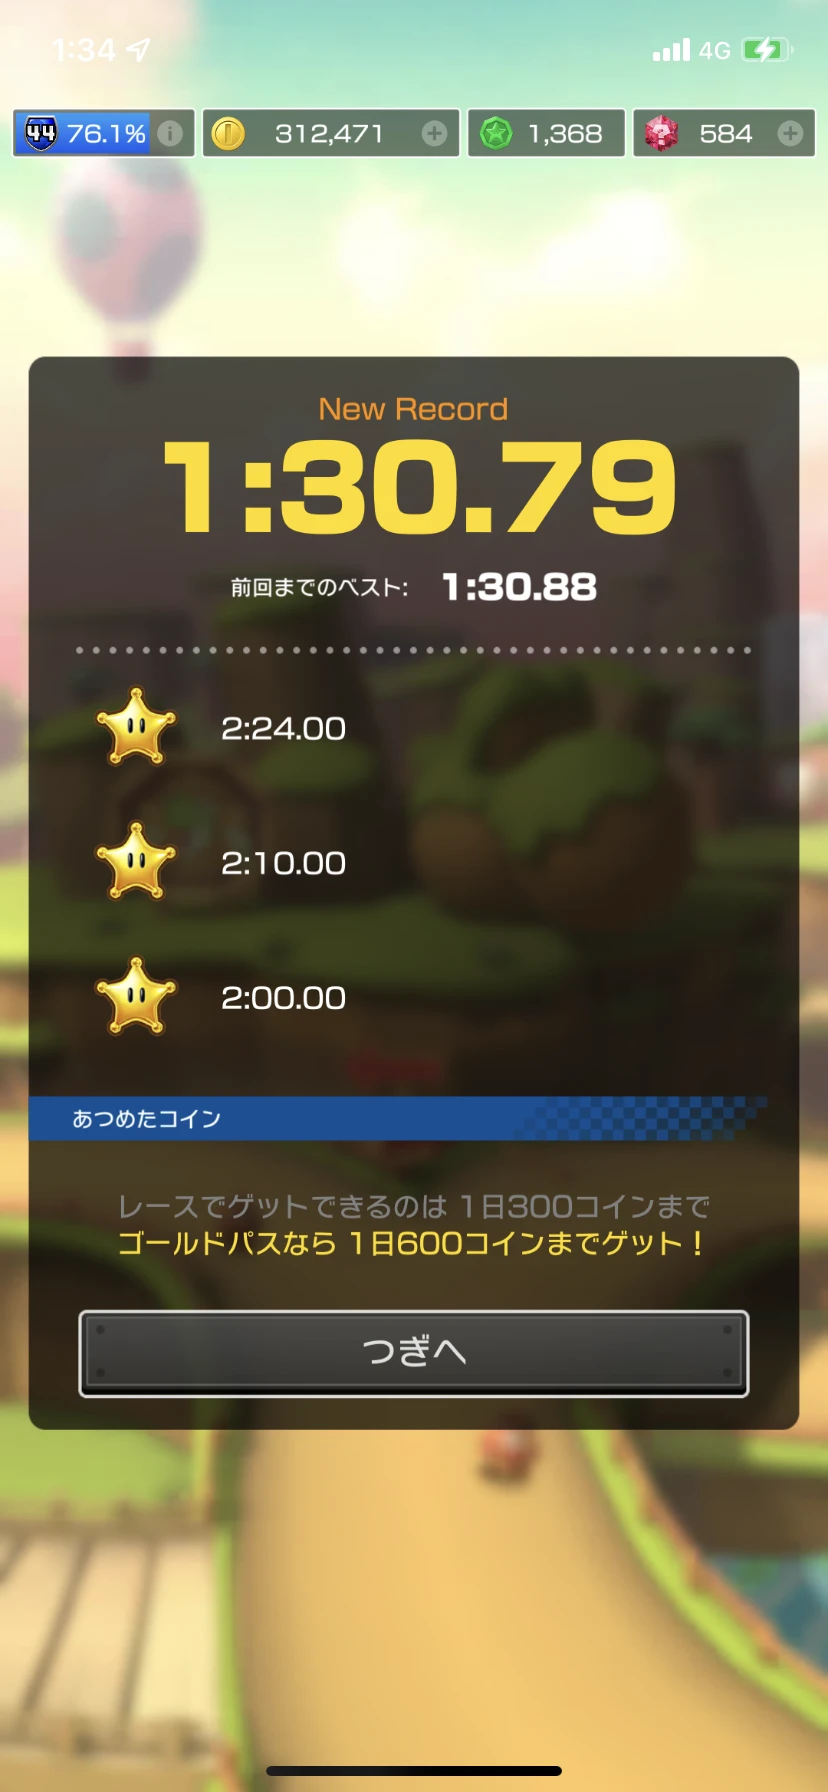 1:34
4G
44 76.1%
312,471
1,368
584
New Record
1:30.79
前回までのベスト: 1:30.88
2:24.00
2:10.00
2:00.00
あつめたコイン
レースでゲットできるのは 1日300コインまで
ゴールドパスなら 1日600コインまでゲット！
つぎへ